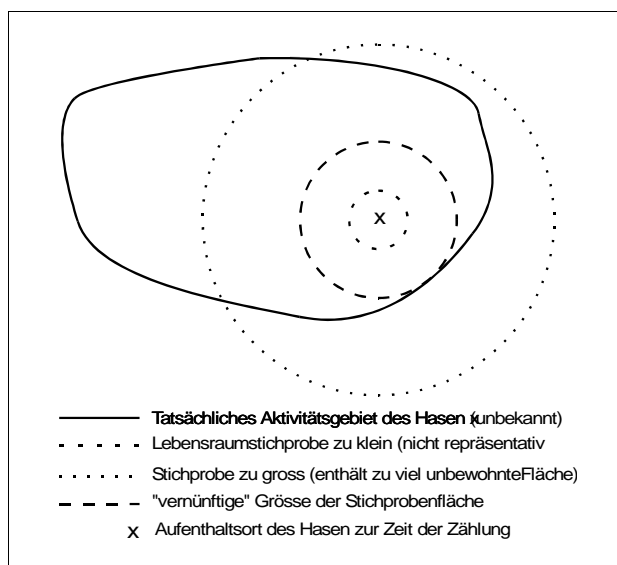 x
Tatsächliches Aktivitätsgebiet des Hasen (unbekannt)
Lebensraumstichprobe zu klein (nicht repräsentativ
Stichprobe zu gross (enthält zu viel unbewohnteFläche)
"vernünftige" Grösse der Stichprobenfläche
x Aufenthaltsort des Hasen zur Zeit der Zählung